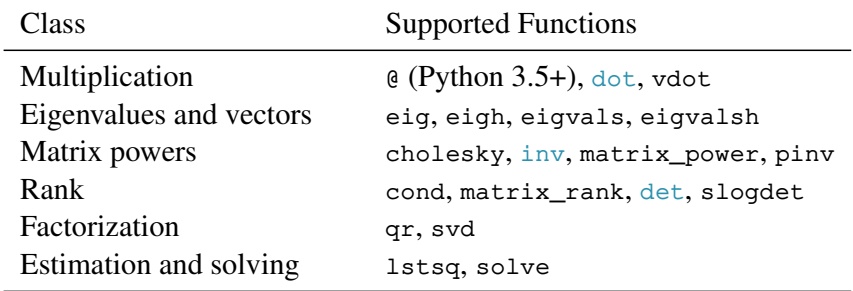 Class Supported Functions
Multiplication @ (Python 3.5+), dot, vdot
Eigenvalues and vectors eig, eigh, eigvals, eigvalsh
Matrix powers cholesky, inv, matrix_power, pinv
Rank cond, matrix_rank, det, slogdet
Factorization qr, svd
Estimation and solving lstsq, solve